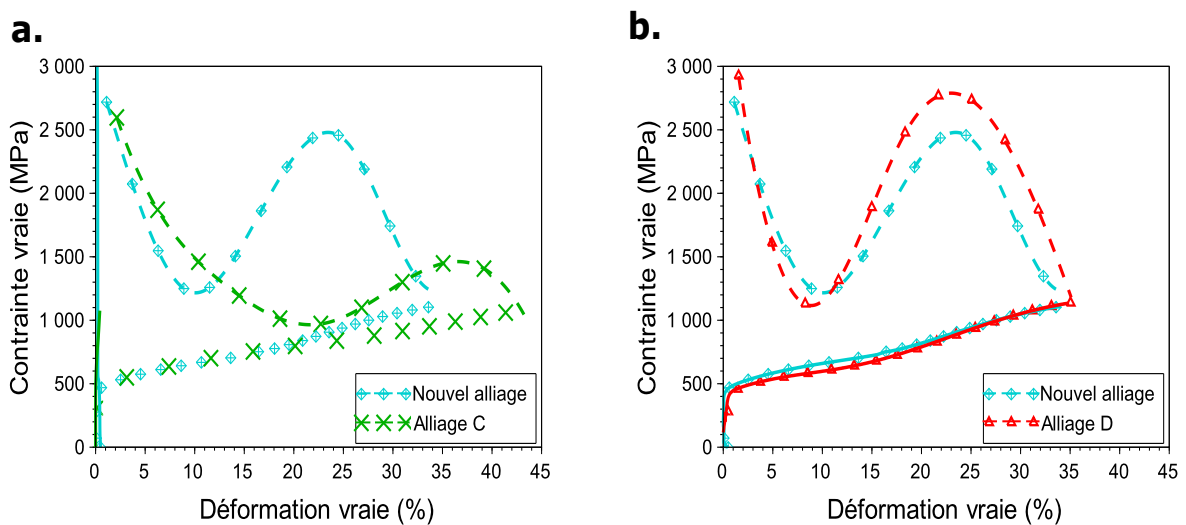 a.
Contrainte vraie (MPa)
3 000
2 500
2 000
1 500
1 000
500
0
0 5 10 15 20 25 30 35 40 45
Déformation vraie (%)
Nouvel alliage
Alliage C
b.
Contrainte vraie (MPa)
3 000
2 500
2 000
1 500
1 000
500
0
0 5 10 15 20 25 30 35 40 45
Déformation vraie (%)
Nouvel alliage
Alliage D